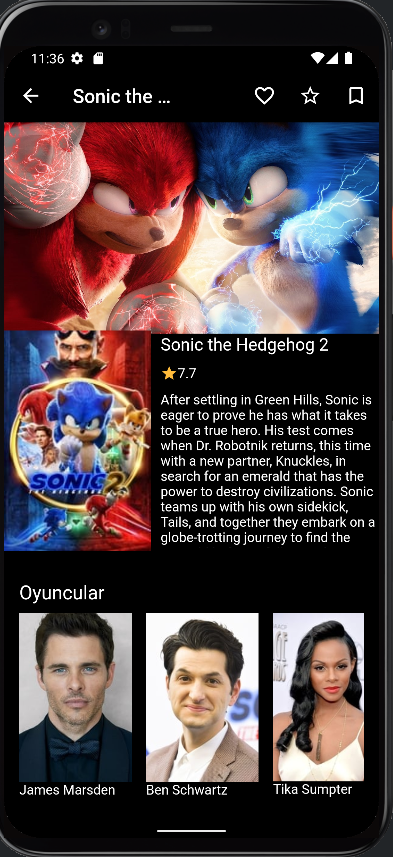 11:36
Sonic the ...
Sonic the Hedgehog 2
7.7
After settling in Green Hills, Sonic is
eager to prove he has what it takes
to be a true hero. His test comes
when Dr. Robotnik returns, this time
with a new partner, Knuckles, in
search for an emerald that has the
power to destroy civilizations. Sonic
teams up with his own sidekick,
Tails, and together they embark on a
globe-trotting journey to find the
SONIC 2
THE HEDGEHOG
Oyuncular
James Marsden
Ben Schwartz
Tika Sumpter